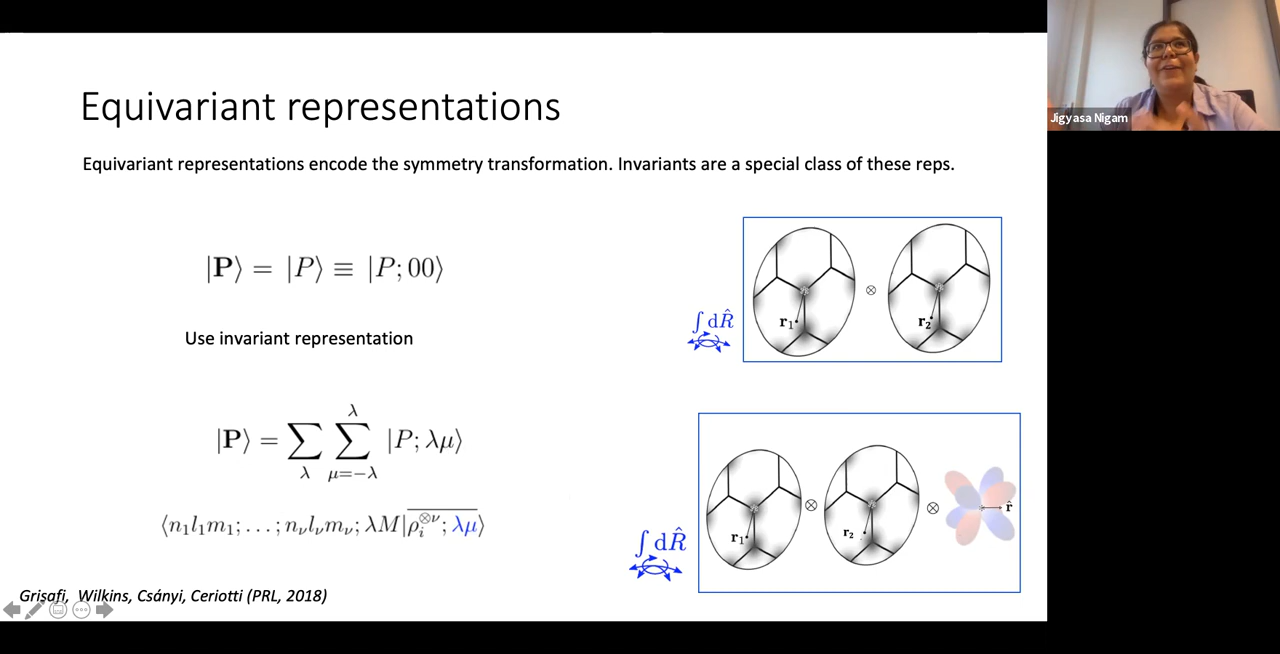 Equivariant representations
Equivariant representations encode the symmetry transformation. Invariants are a special class of these reps.
|𝐏⟩ = |P⟩ ≡ |P; 00⟩
Use invariant representation
∫dR̂
r₁
⊗
r₂
|𝐏⟩ = ∑_λ ∑_{μ=−λ}^{λ} |P; λμ⟩
⟨n₁l₁m₁; . . . ; n_νl_νm_ν; λM|\overline{ρ_i^{⊗ν}; λμ}⟩
∫dR̂
r₁
⊗
r₂
⊗
r̂
Grisafi, Wilkins, Csányi, Ceriotti (PRL, 2018)
Jigyasa Nigam